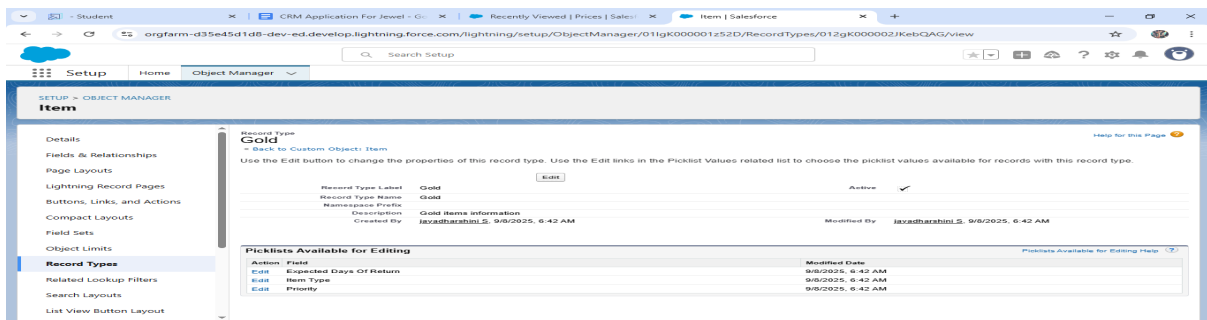 - Student
CRM Application For Jewel - Go
Recently Viewed | Prices | Sales
Item | Salesforce
orgfarm-d35e45d1d8-dev-ed.develop.lightning.force.com/lightning/setup/ObjectManager/01IgK000001z52D/RecordTypes/012gK000002JKebQAG/view
Search Setup
Setup Home Object Manager
SETUP > OBJECT MANAGER
Item
Details
Fields & Relationships
Page Layouts
Lightning Record Pages
Buttons, Links, and Actions
Compact Layouts
Field Sets
Object Limits
Record Types
Related Lookup Filters
Search Layouts
List View Button Layout
Record Type
Gold
Help for this Page
« Back to Custom Object: Item
Use the Edit button to change the properties of this record type. Use the Edit links in the Picklist Values related list to choose the picklist values available for records with this record type.
Edit
Record Type Label Gold Active
Record Type Name Gold
Namespace Prefix
Description Gold items information
Created By jayadharshini S, 9/8/2025, 6:42 AM Modified By jayadharshini S, 9/8/2025, 6:42 AM
Picklists Available for Editing
Picklists Available for Editing Help ?
Action Field Modified Date
Edit Expected Days Of Return 9/8/2025, 6:42 AM
Edit Item Type 9/8/2025, 6:42 AM
Edit Priority 9/8/2025, 6:42 AM